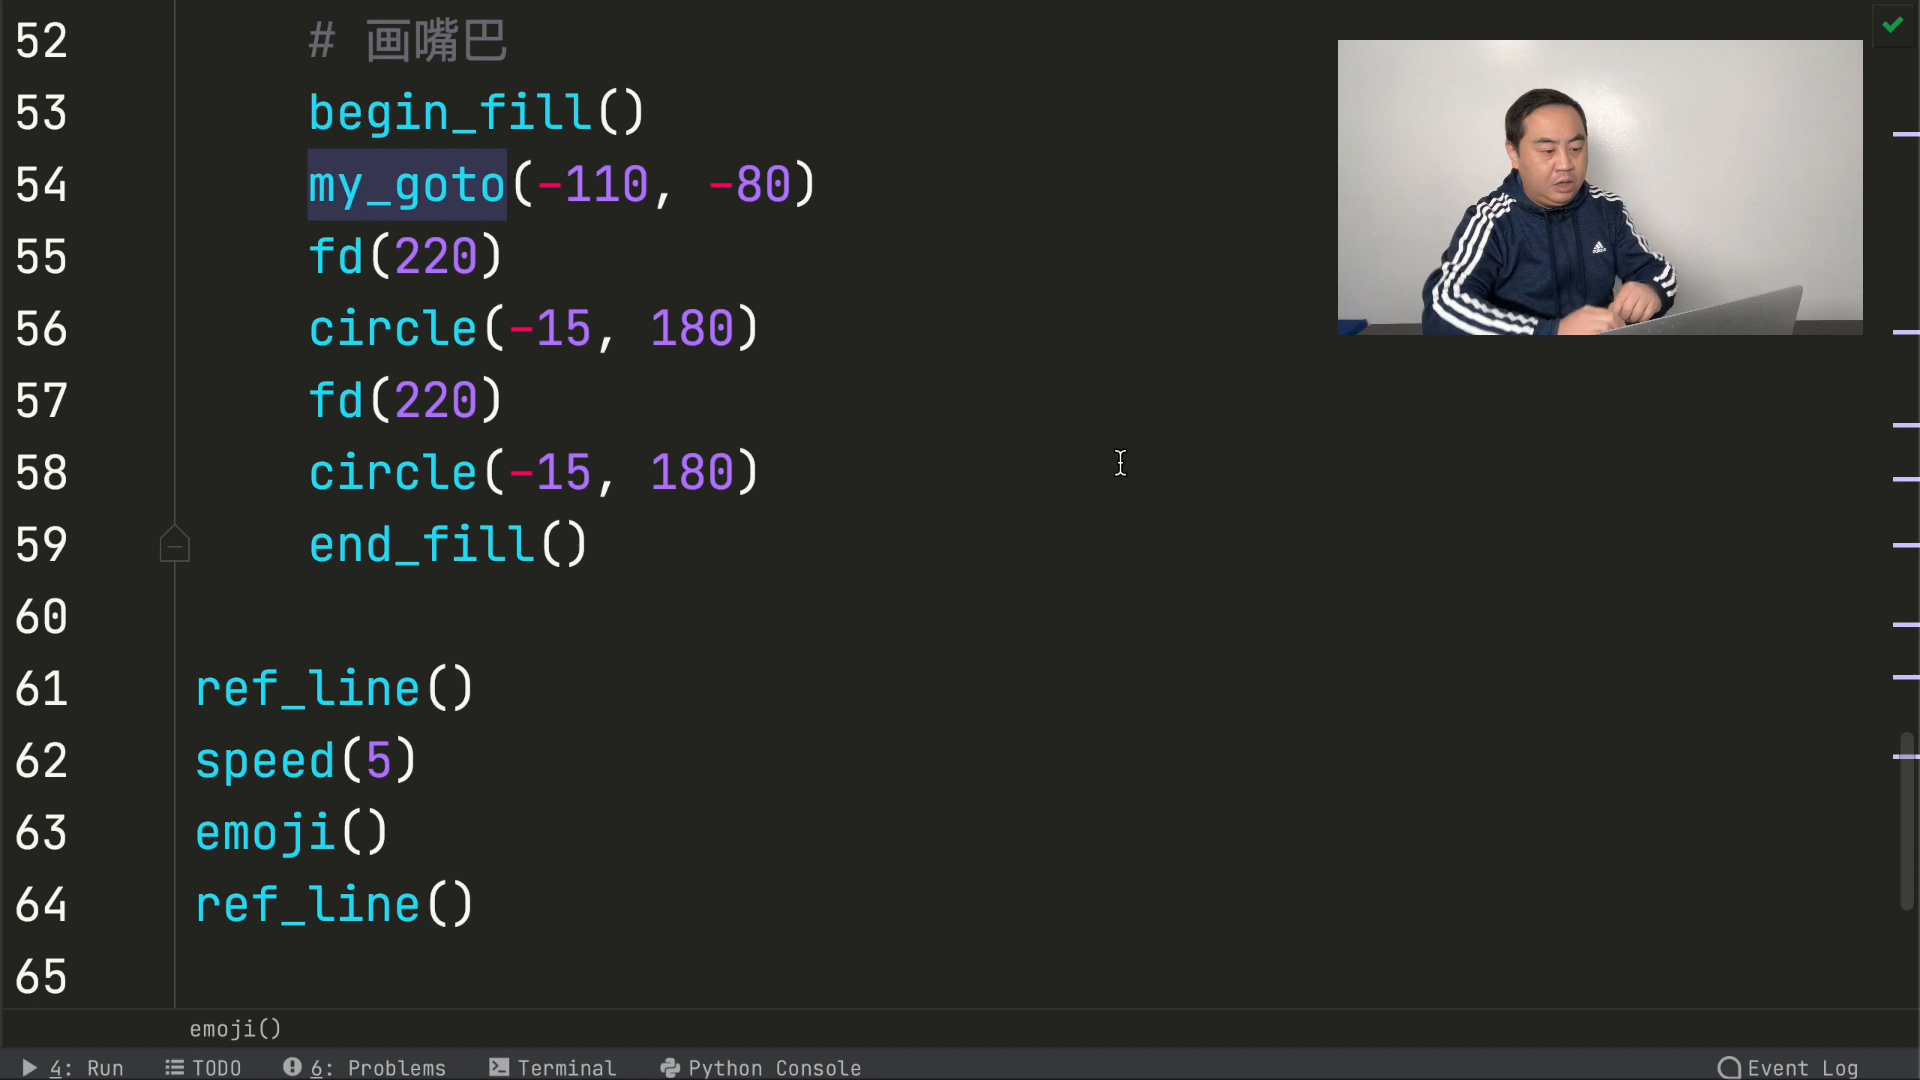 52 # 画嘴巴
53 begin_fill()
54 my_goto(-110, -80)
55 fd(220)
56 circle(-15, 180)
57 fd(220)
58 circle(-15, 180)
59 end_fill()
60
61 ref_line()
62 speed(5)
63 emoji()
64 ref_line()
65
emoji()
4: Run TODO 6: Problems Terminal Python Console Event Log
adidas